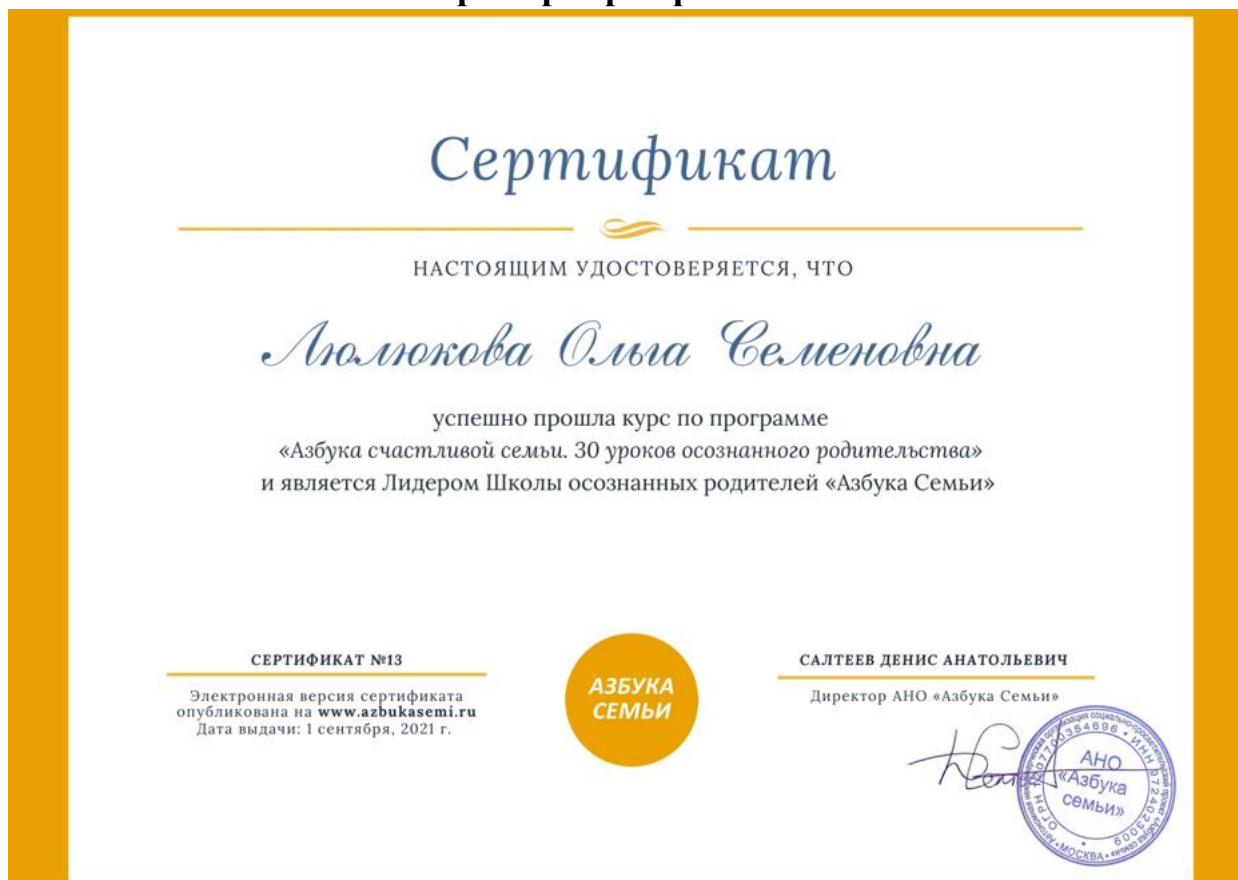 Сертификат
НАСТОЯЩИМ УДОСТОВЕРЯЕТСЯ, ЧТО
Люлюкова Ольга Семеновна
успешно прошла курс по программе
«Азбука счастливой семьи. 30 уроков осознанного родительства»
и является Лидером Школы осознанных родителей «Азбука Семьи»
СЕРТИФИКАТ №13
Электронная версия сертификата
опубликована на www.azbukasemi.ru
Дата выдачи: 1 сентября, 2021 г.
АЗБУКА
СЕМЬИ
САЛТЕЕВ ДЕНИС АНАТОЛЬЕВИЧ
Директор АНО «Азбука Семьи»
АНО
«Азбука
семьи»
МОСКВА